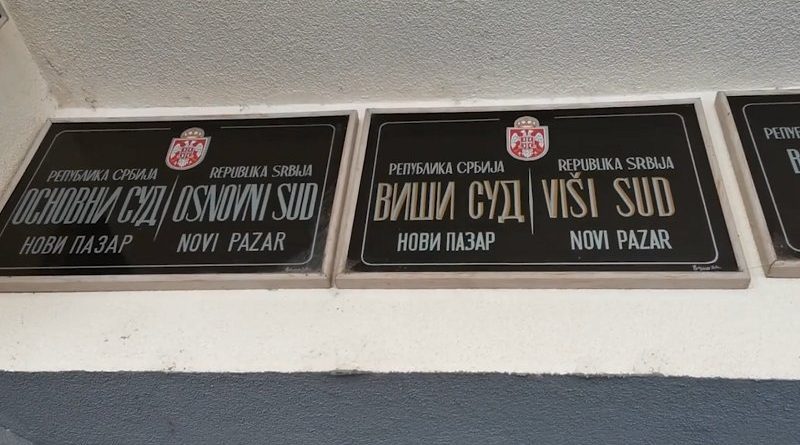 РЕПУБЛИКА СРБИЈА
ОСНОВНИ СУД
НОВИ ПАЗАР
REPUBLIKA SRBIJA
OSNOVNI SUD
NOVI PAZAR
РЕПУБЛИКА СРБИЈА
ВИШИ СУД
НОВИ ПАЗАР
REPUBLIKA SRBIJA
VIŠI SUD
NOVI PAZAR